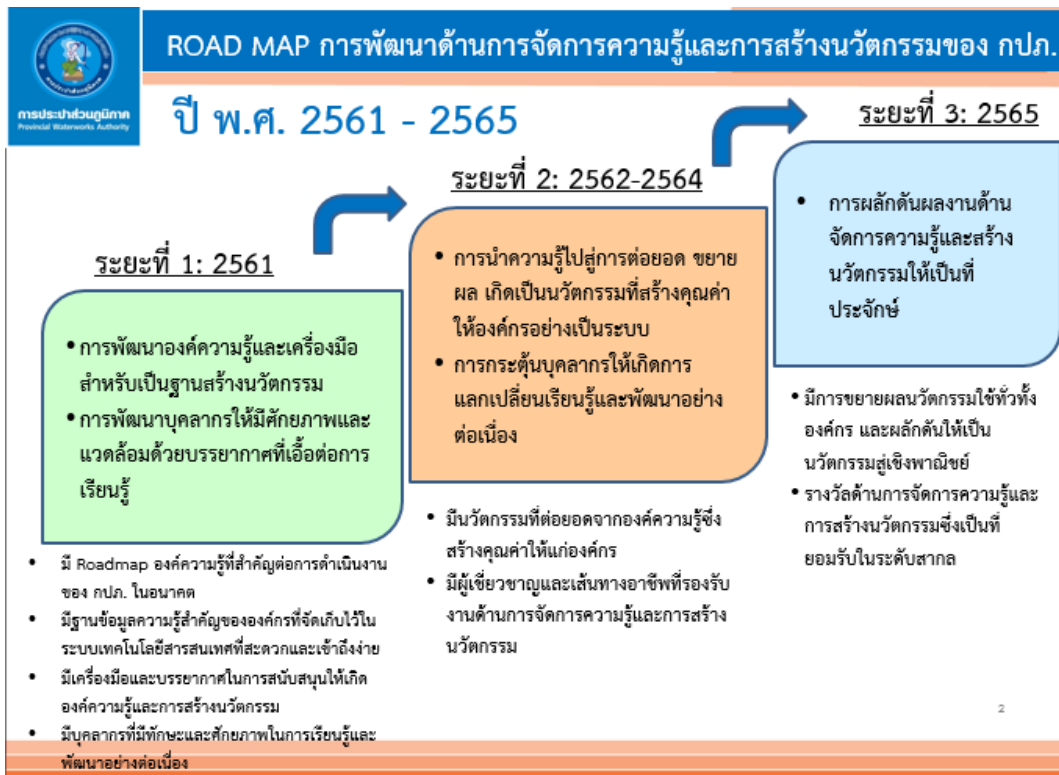 ROAD MAP การพัฒนาด้านการจัดการความรู้และการสร้างนวัตกรรมของ กปภ.
การประปาส่วนภูมิภาค
Provincial Waterworks Authority
ปี พ.ศ. 2561 - 2565
ระยะที่ 1: 2561
• การพัฒนาองค์ความรู้และเครื่องมือ
สำหรับเป็นฐานสร้างนวัตกรรม
• การพัฒนาบุคลากรให้มีศักยภาพและ
แวดล้อมด้วยบรรยากาศที่เอื้อต่อการ
เรียนรู้
• มี Roadmap องค์ความรู้ที่สำคัญต่อการดำเนินงาน
ของ กปภ. ในอนาคต
• มีฐานข้อมูลความรู้สำคัญขององค์กรที่จัดเก็บไว้ใน
ระบบเทคโนโลยีสารสนเทศที่สะดวกและเข้าถึงง่าย
• มีเครื่องมือและบรรยากาศในการสนับสนุนให้เกิด
องค์ความรู้และการสร้างนวัตกรรม
• มีบุคลากรที่มีทักษะและศักยภาพในการเรียนรู้และ
พัฒนาอย่างต่อเนื่อง
ระยะที่ 2: 2562-2564
• การนำความรู้ไปสู่การต่อยอด ขยาย
ผล เกิดเป็นนวัตกรรมที่สร้างคุณค่า
ให้องค์กรอย่างเป็นระบบ
• การกระตุ้นบุคลากรให้เกิดการ
แลกเปลี่ยนเรียนรู้และพัฒนาอย่าง
ต่อเนื่อง
• มีนวัตกรรมที่ต่อยอดจากองค์ความรู้ซึ่ง
สร้างคุณค่าให้แก่องค์กร
• มีผู้เชี่ยวชาญและเส้นทางอาชีพที่รองรับ
งานด้านการจัดการความรู้และการสร้าง
นวัตกรรม
ระยะที่ 3: 2565
• การผลักดันผลงานด้าน
จัดการความรู้และสร้าง
นวัตกรรมให้เป็นที่
ประจักษ์
• มีการขยายผลนวัตกรรมใช้ทั่วทั้ง
องค์กร และผลักดันให้เป็น
นวัตกรรมสู่เชิงพาณิชย์
• รางวัลด้านการจัดการความรู้และ
การสร้างนวัตกรรมซึ่งเป็นที่
ยอมรับในระดับสากล
2